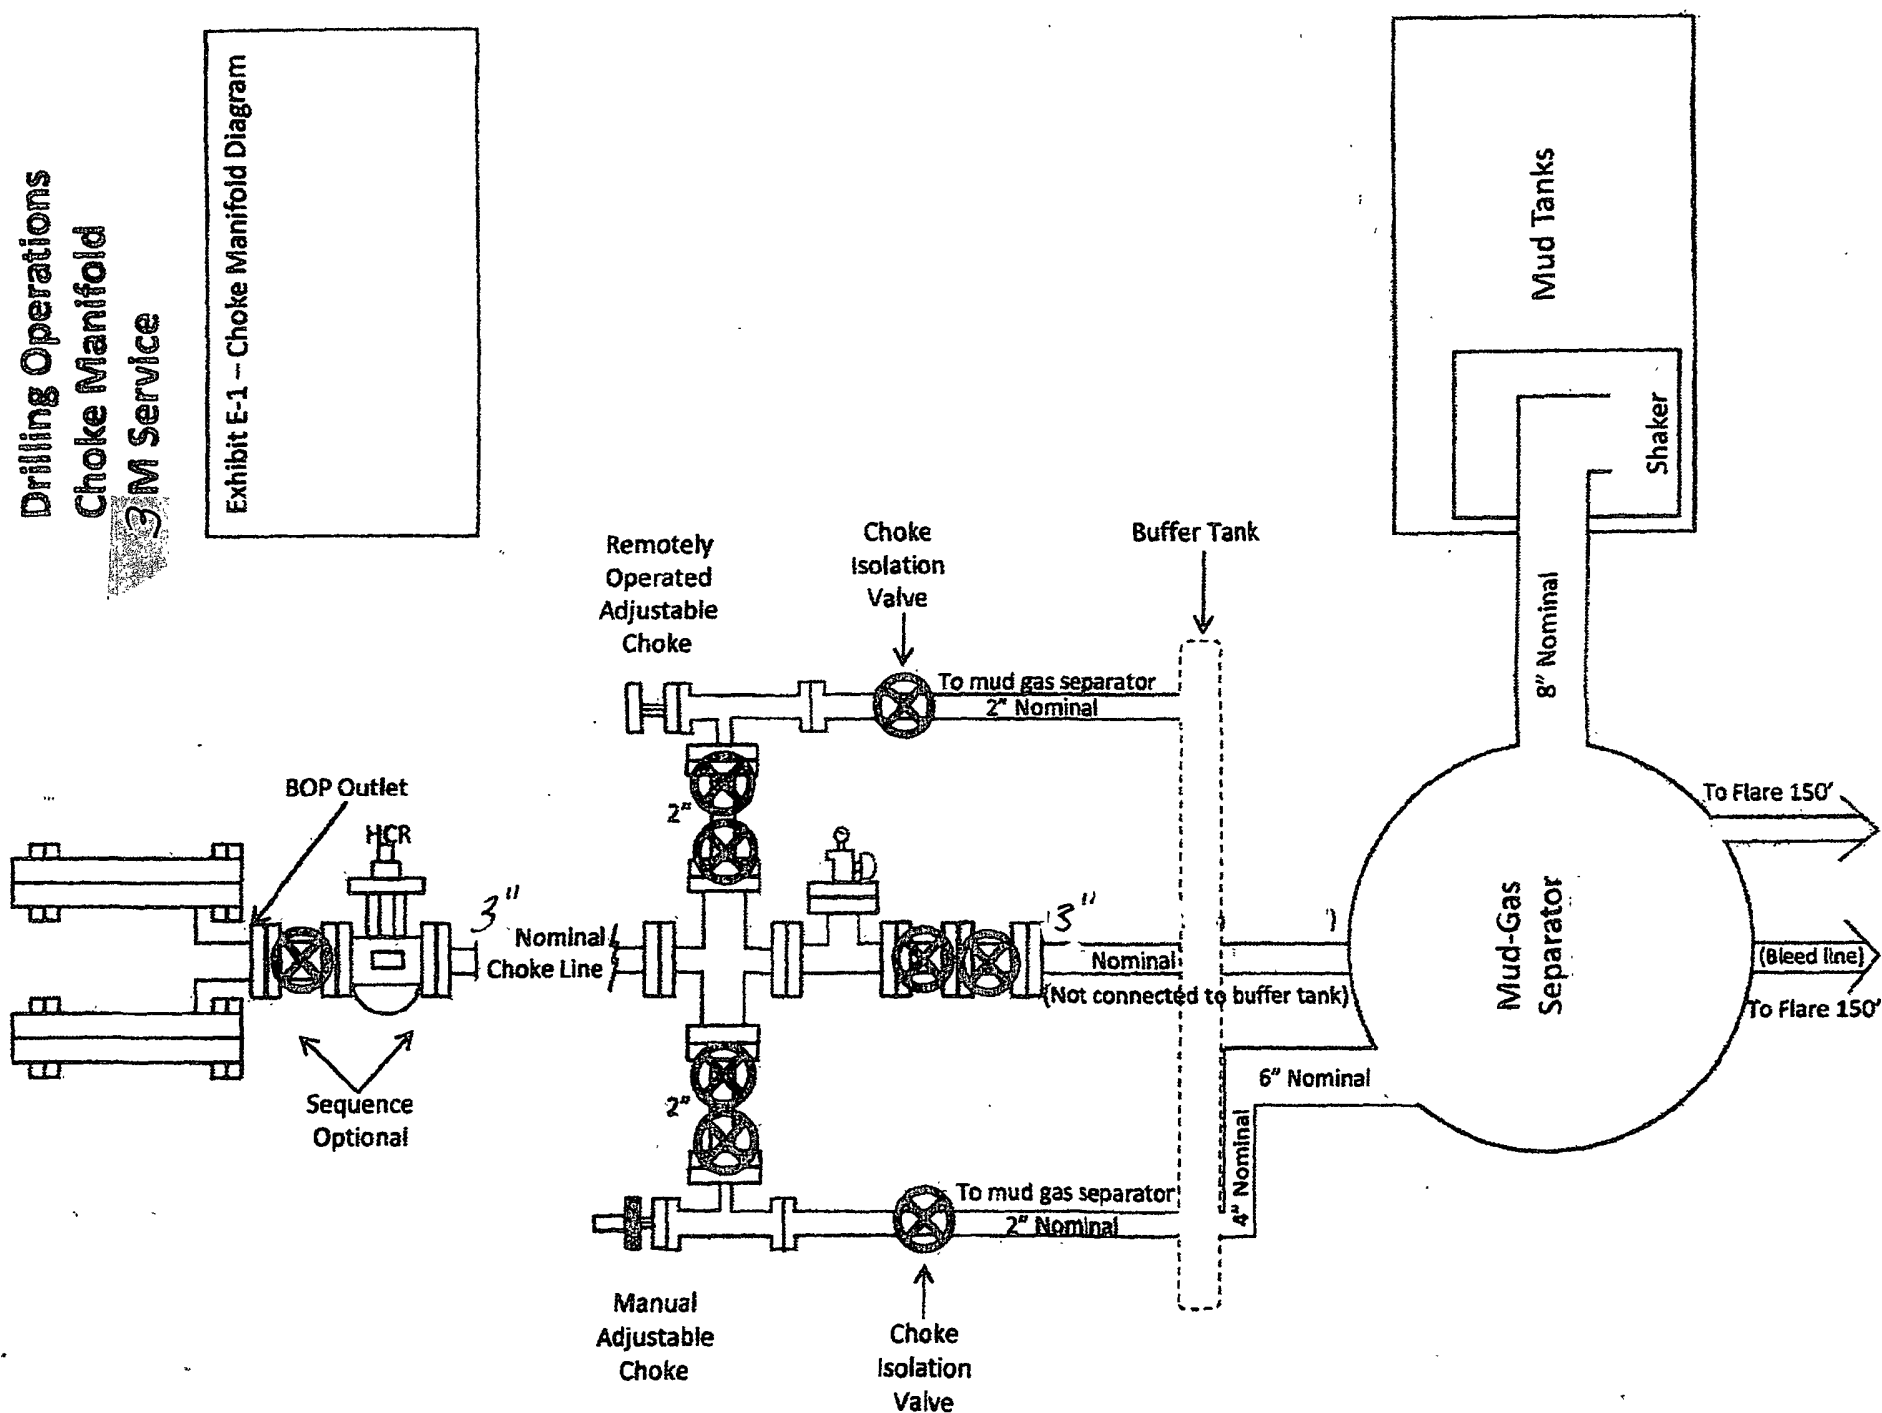 Drilling Operations
Choke Manifold
3M Service
Exhibit E-1 – Choke Manifold Diagram
Remotely
Operated
Adjustable
Choke
Choke
Isolation
Valve
Buffer Tank
Mud Tanks
Shaker
8" Nominal
To mud gas separator
2" Nominal
BOP Outlet
HCR
2"
3"
Nominal
Choke Line
3"
Nominal
(Not connected to buffer tank)
Mud-Gas
Separator
To Flare 150'
(Bleed line)
To Flare 150'
Sequence
Optional
2"
6" Nominal
4" Nominal
To mud gas separator
2" Nominal
Manual
Adjustable
Choke
Choke
Isolation
Valve